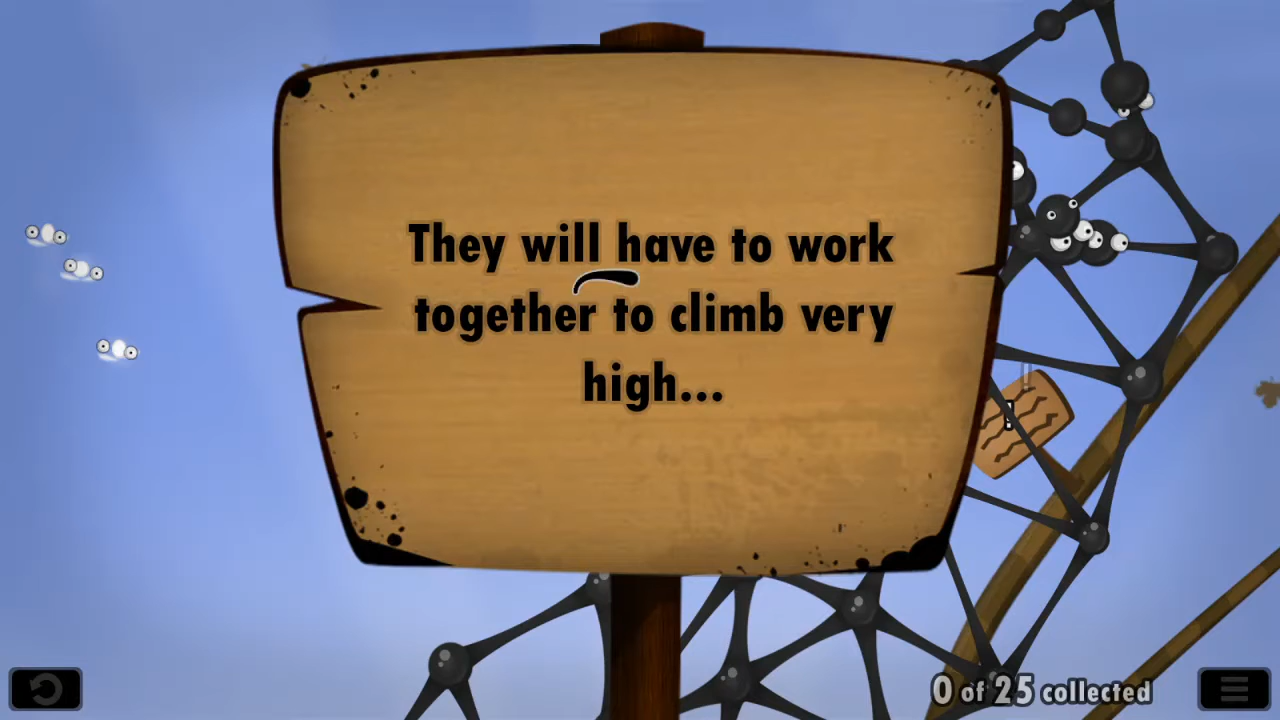 They will have to work
together to climb very
high...
0 of 25 collected